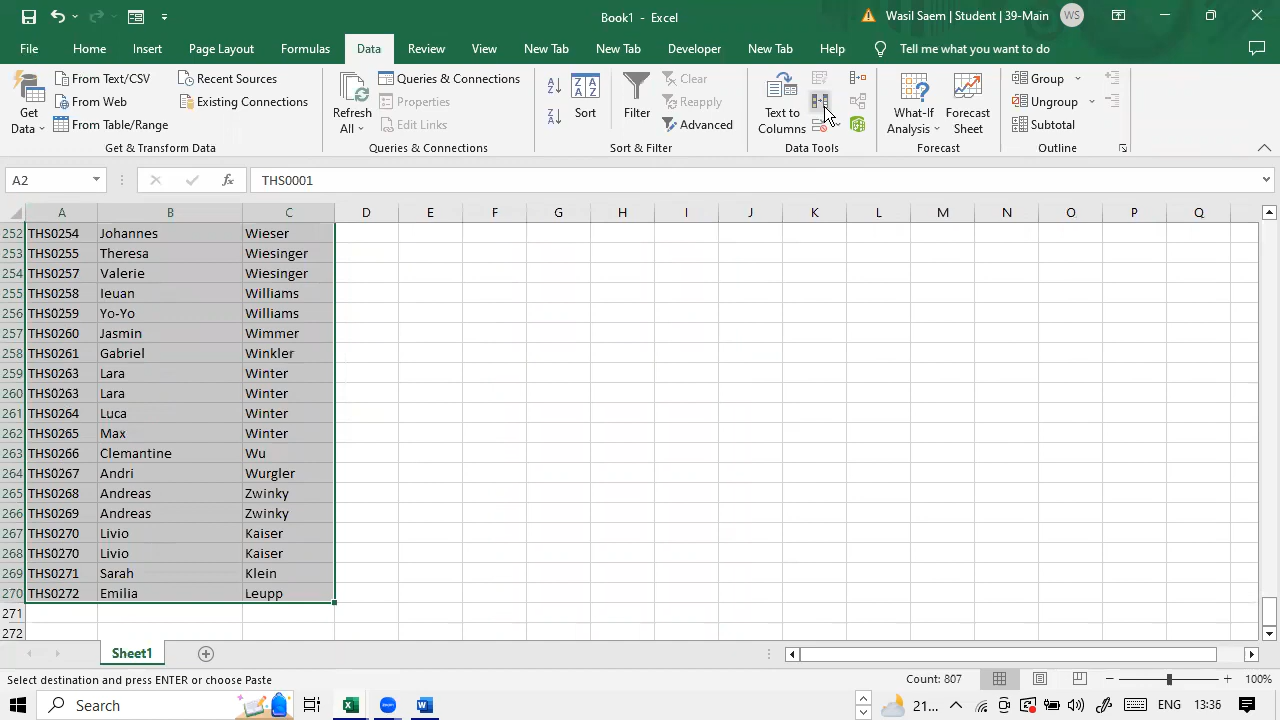 Book1 - Excel
Wasil Saem | Student | 39-Main
WS
File Home Insert Page Layout Formulas Data Review View New Tab New Tab Developer New Tab Help Tell me what you want to do
Get Data
From Text/CSV
From Web
From Table/Range
Recent Sources
Existing Connections
Get & Transform Data
Refresh All
Queries & Connections
Properties
Edit Links
Queries & Connections
Sort
Filter
Clear
Reapply
Advanced
Sort & Filter
Text to Columns
Data Tools
What-If Analysis
Forecast Sheet
Forecast
Group
Ungroup
Subtotal
Outline
A2 fx THS0001
A B C D E F G H I J K L M N O P Q
252 THS0254 Johannes Wieser
253 THS0255 Theresa Wiesinger
254 THS0257 Valerie Wiesinger
255 THS0258 Ieuan Williams
256 THS0259 Yo-Yo Williams
257 THS0260 Jasmin Wimmer
258 THS0261 Gabriel Winkler
259 THS0263 Lara Winter
260 THS0263 Lara Winter
261 THS0264 Luca Winter
262 THS0265 Max Winter
263 THS0266 Clemantine Wu
264 THS0267 Andri Wurgler
265 THS0268 Andreas Zwinky
266 THS0269 Andreas Zwinky
267 THS0270 Livio Kaiser
268 THS0270 Livio Kaiser
269 THS0271 Sarah Klein
270 THS0272 Emilia Leupp
271
272
Sheet1
Select destination and press ENTER or choose Paste
Count: 807
100%
Search
21...
ENG
13:36